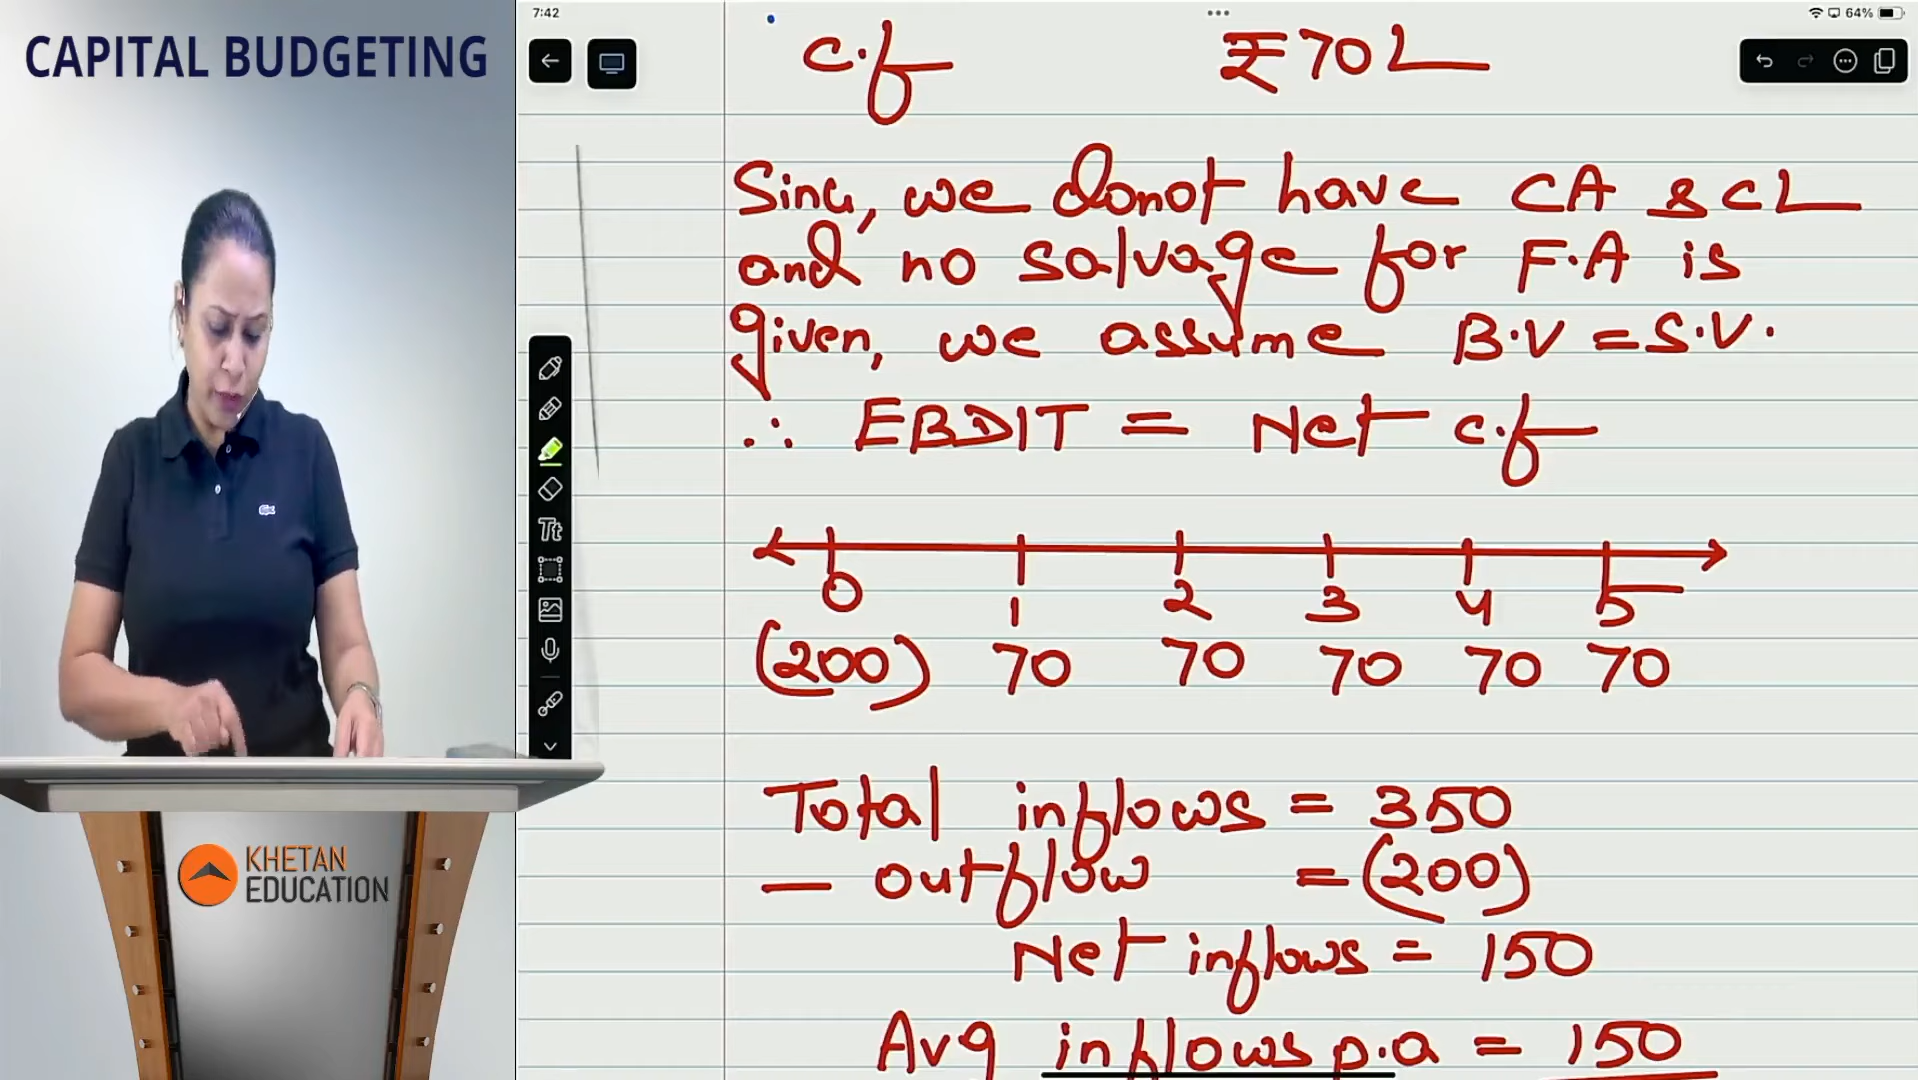 CAPITAL BUDGETING
7:42
64%
C.f ₹70L
Sinc, we donot have CA & CL
and no salvage for F.A is
given, we assume B.V = S.V.
∴ EBDIT = Net c.f
0 1 2 3 4 5
(200) 70 70 70 70 70
Total inflows = 350
— outflow = (200)
Net inflows = 150
Avg inflows p.a = 150
Tt
KHETAN
EDUCATION